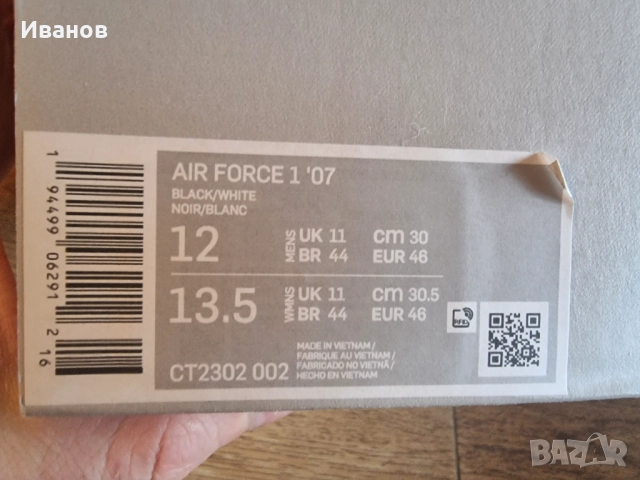 Иванов
AIR FORCE 1 '07
BLACK/WHITE
NOIR/BLANC
12 MENS UK 11 cm 30
BR 44 EUR 46
13.5 WMNS UK 11 cm 30.5
BR 44 EUR 46
RFID
CT2302 002
MADE IN VIETNAM/
FABRIQUE AU VIETNAM/
FABRICADO NO VIETNÃ/
HECHO EN VIETNAM
1 94499 06291 2 16
BAZAR